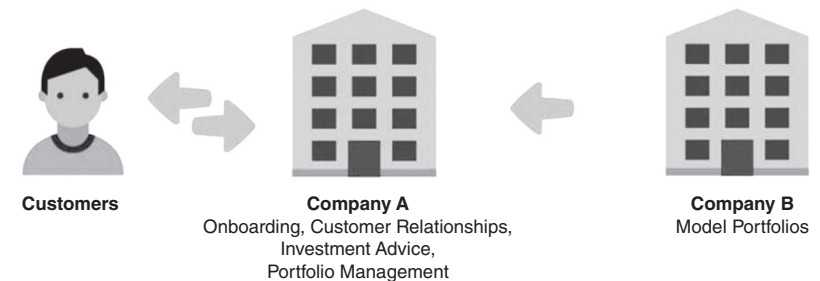 Customers
Company A
Onboarding, Customer Relationships,
Investment Advice,
Portfolio Management
Company B
Model Portfolios